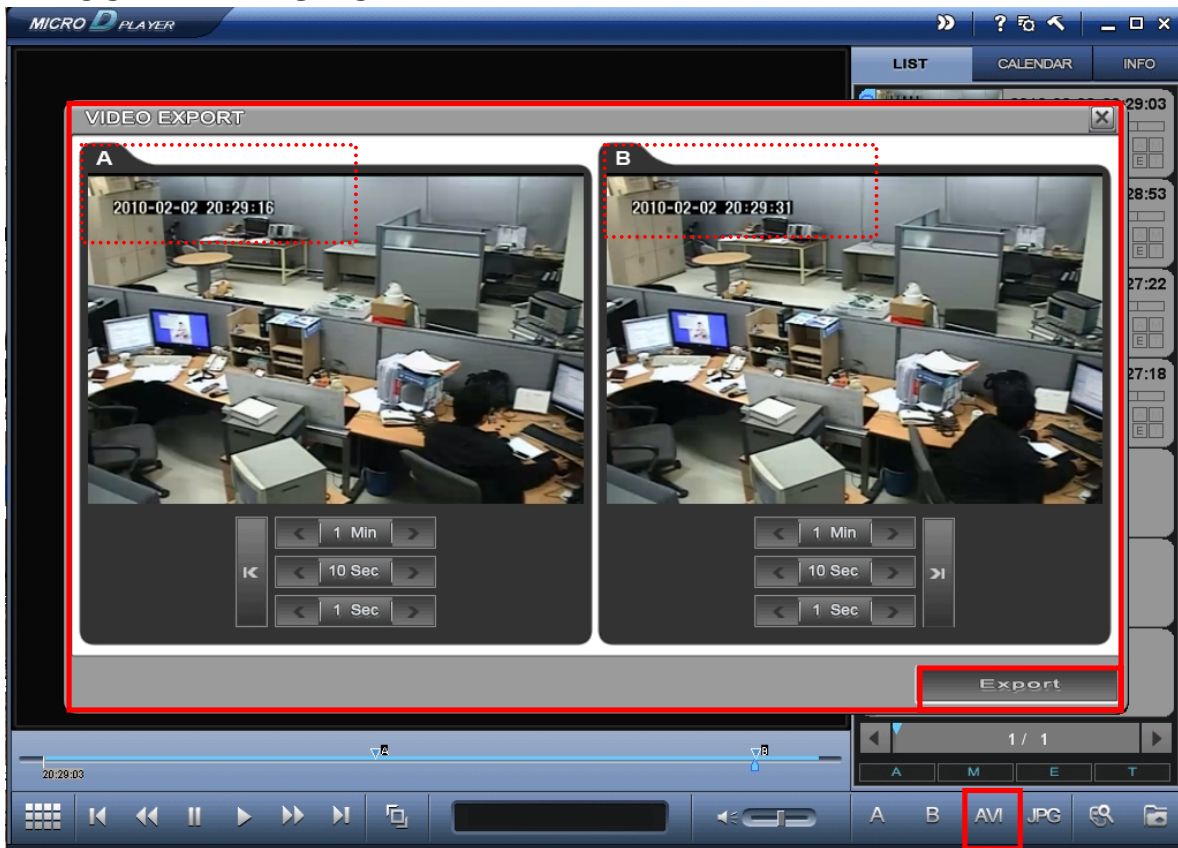 MICRO D PLAYER
?
LIST CALENDAR INFO
29:03
VIDEO EXPORT
A
B
2010-02-02 20:29:16
2010-02-02 20:29:31
E
28:53
E
27:22
E
27:18
E
1 Min
10 Sec
1 Sec
1 Min
10 Sec
1 Sec
Export
A
B
20:29:03
1 / 1
A M E T
A B AVI JPG